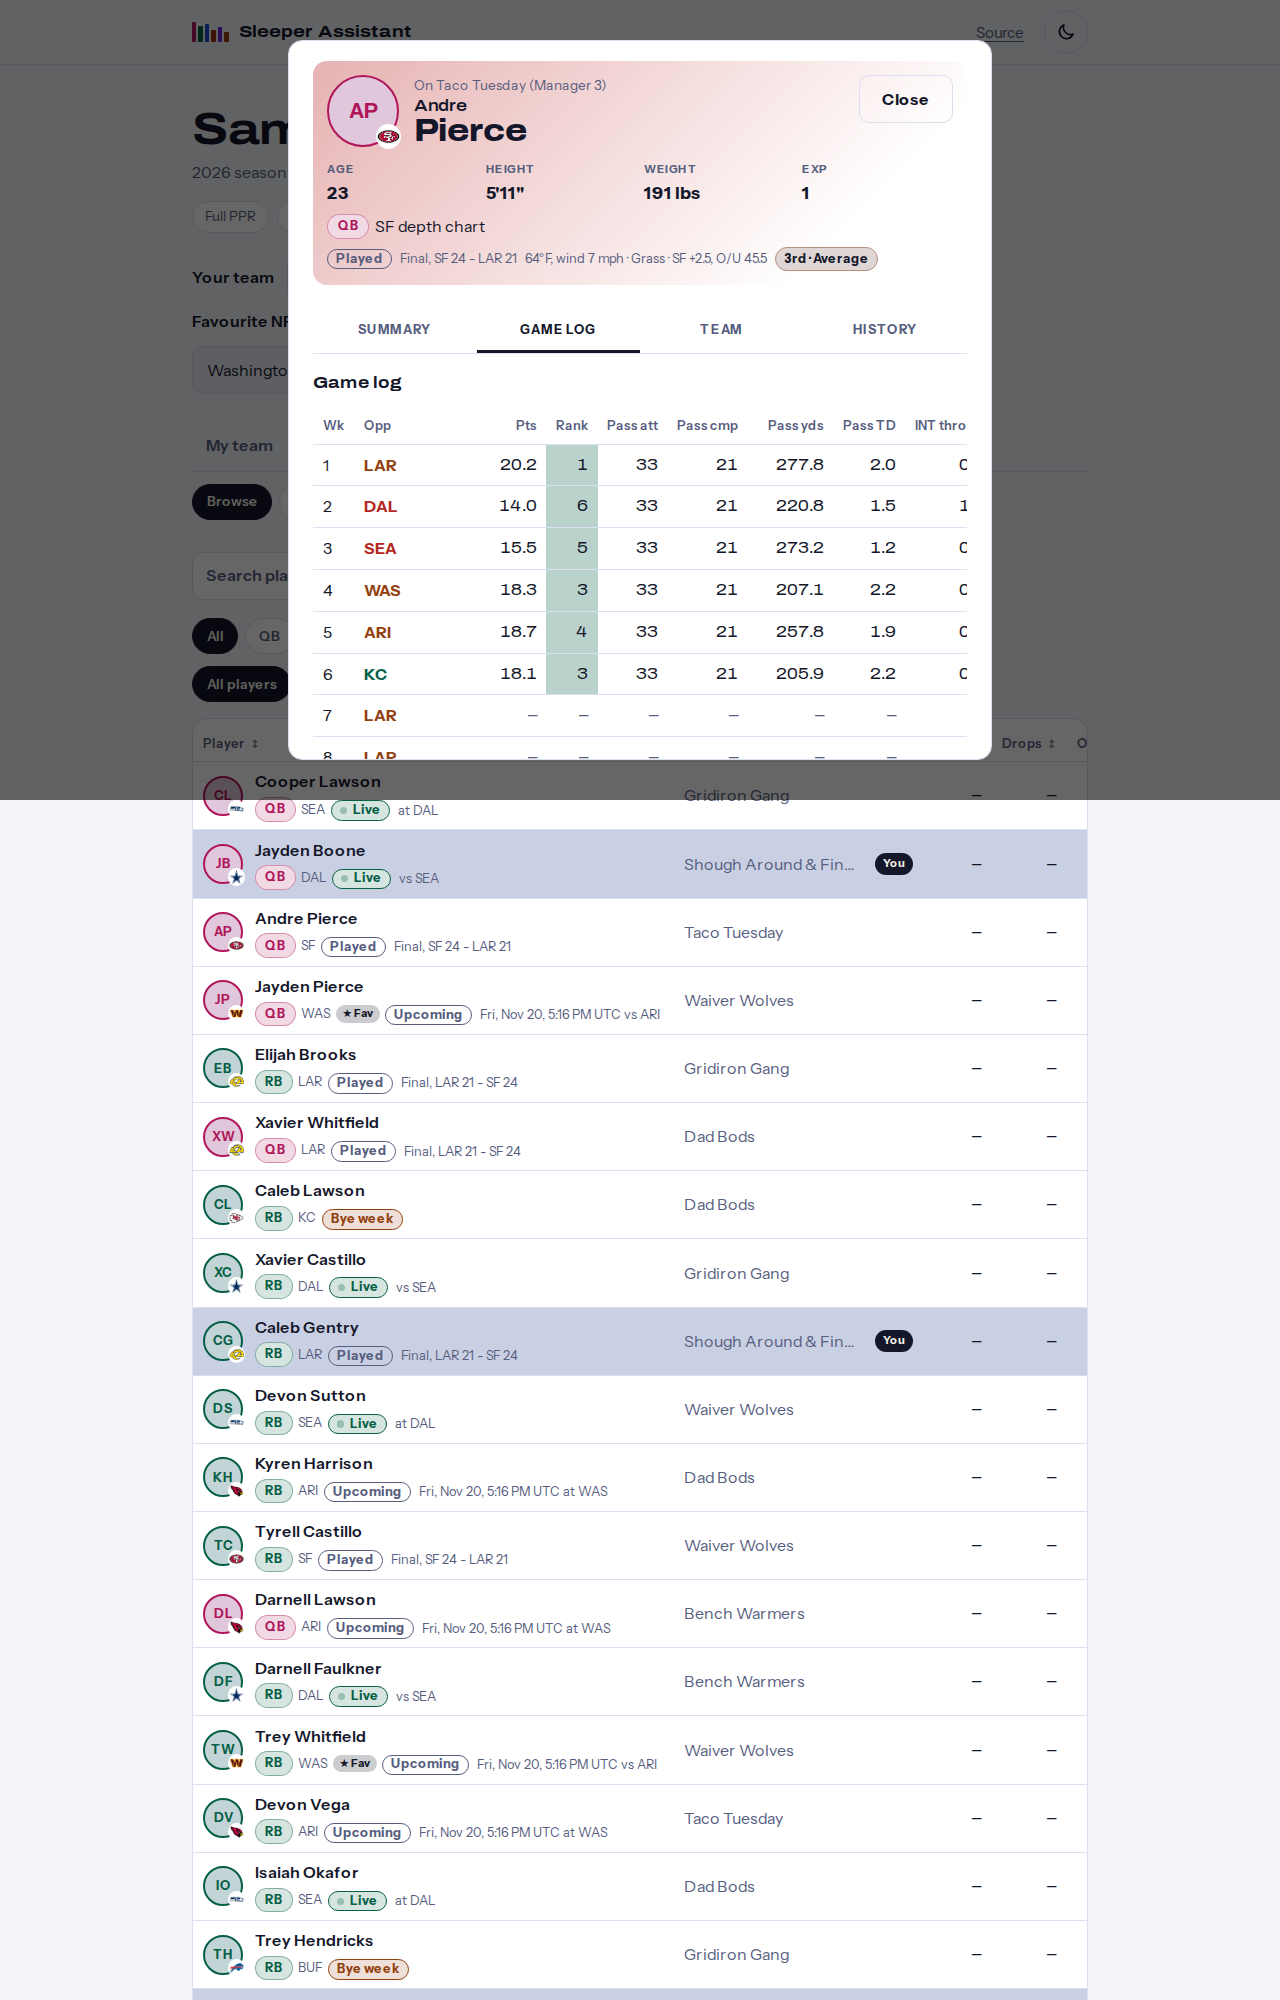 Sleeper Assistant
Source
Sam
2026 season
Full PPR
Your team
Favourite NF
Washingto
My team
Browse
Search pla
All QB
All players
AP
On Taco Tuesday (Manager 3)
Andre
Pierce
Close
AGE HEIGHT WEIGHT EXP
23 5'11" 191 lbs 1
QB SF depth chart
Played Final, SF 24 - LAR 21 64°F, wind 7 mph · Grass · SF +2.5, O/U 45.5 3rd · Average
SUMMARY GAME LOG TEAM HISTORY
Game log
Wk Opp Pts Rank Pass att Pass cmp Pass yds Pass TD INT thro
1 LAR 20.2 1 33 21 277.8 2.0 0
2 DAL 14.0 6 33 21 220.8 1.5 1
3 SEA 15.5 5 33 21 273.2 1.2 0
4 WAS 18.3 3 33 21 207.1 2.2 0
5 ARI 18.7 4 33 21 257.8 1.9 0
6 KC 18.1 3 33 21 205.9 2.2 0
7 LAR – – – – – –
8 LAR – – – – – –
Player ↕ Drops ↕ O
CL Cooper Lawson Gridiron Gang – –
QB SEA Live at DAL
JB Jayden Boone Shough Around & Fin... You – –
QB DAL Live vs SEA
AP Andre Pierce Taco Tuesday – –
QB SF Played Final, SF 24 - LAR 21
JP Jayden Pierce Waiver Wolves – –
QB WAS ★ Fav Upcoming Fri, Nov 20, 5:16 PM UTC vs ARI
EB Elijah Brooks Gridiron Gang – –
RB LAR Played Final, LAR 21 - SF 24
XW Xavier Whitfield Dad Bods – –
QB LAR Played Final, LAR 21 - SF 24
CL Caleb Lawson Dad Bods – –
RB KC Bye week
XC Xavier Castillo Gridiron Gang – –
RB DAL Live vs SEA
CG Caleb Gentry Shough Around & Fin... You – –
RB LAR Played Final, LAR 21 - SF 24
DS Devon Sutton Waiver Wolves – –
RB SEA Live at DAL
KH Kyren Harrison Dad Bods – –
RB ARI Upcoming Fri, Nov 20, 5:16 PM UTC at WAS
TC Tyrell Castillo Waiver Wolves – –
RB SF Played Final, SF 24 - LAR 21
DL Darnell Lawson Bench Warmers – –
QB ARI Upcoming Fri, Nov 20, 5:16 PM UTC at WAS
DF Darnell Faulkner Bench Warmers – –
RB DAL Live vs SEA
TW Trey Whitfield Waiver Wolves – –
RB WAS ★ Fav Upcoming Fri, Nov 20, 5:16 PM UTC vs ARI
DV Devon Vega Taco Tuesday – –
RB ARI Upcoming Fri, Nov 20, 5:16 PM UTC at WAS
IO Isaiah Okafor Dad Bods – –
RB SEA Live at DAL
TH Trey Hendricks Gridiron Gang – –
RB BUF Bye week